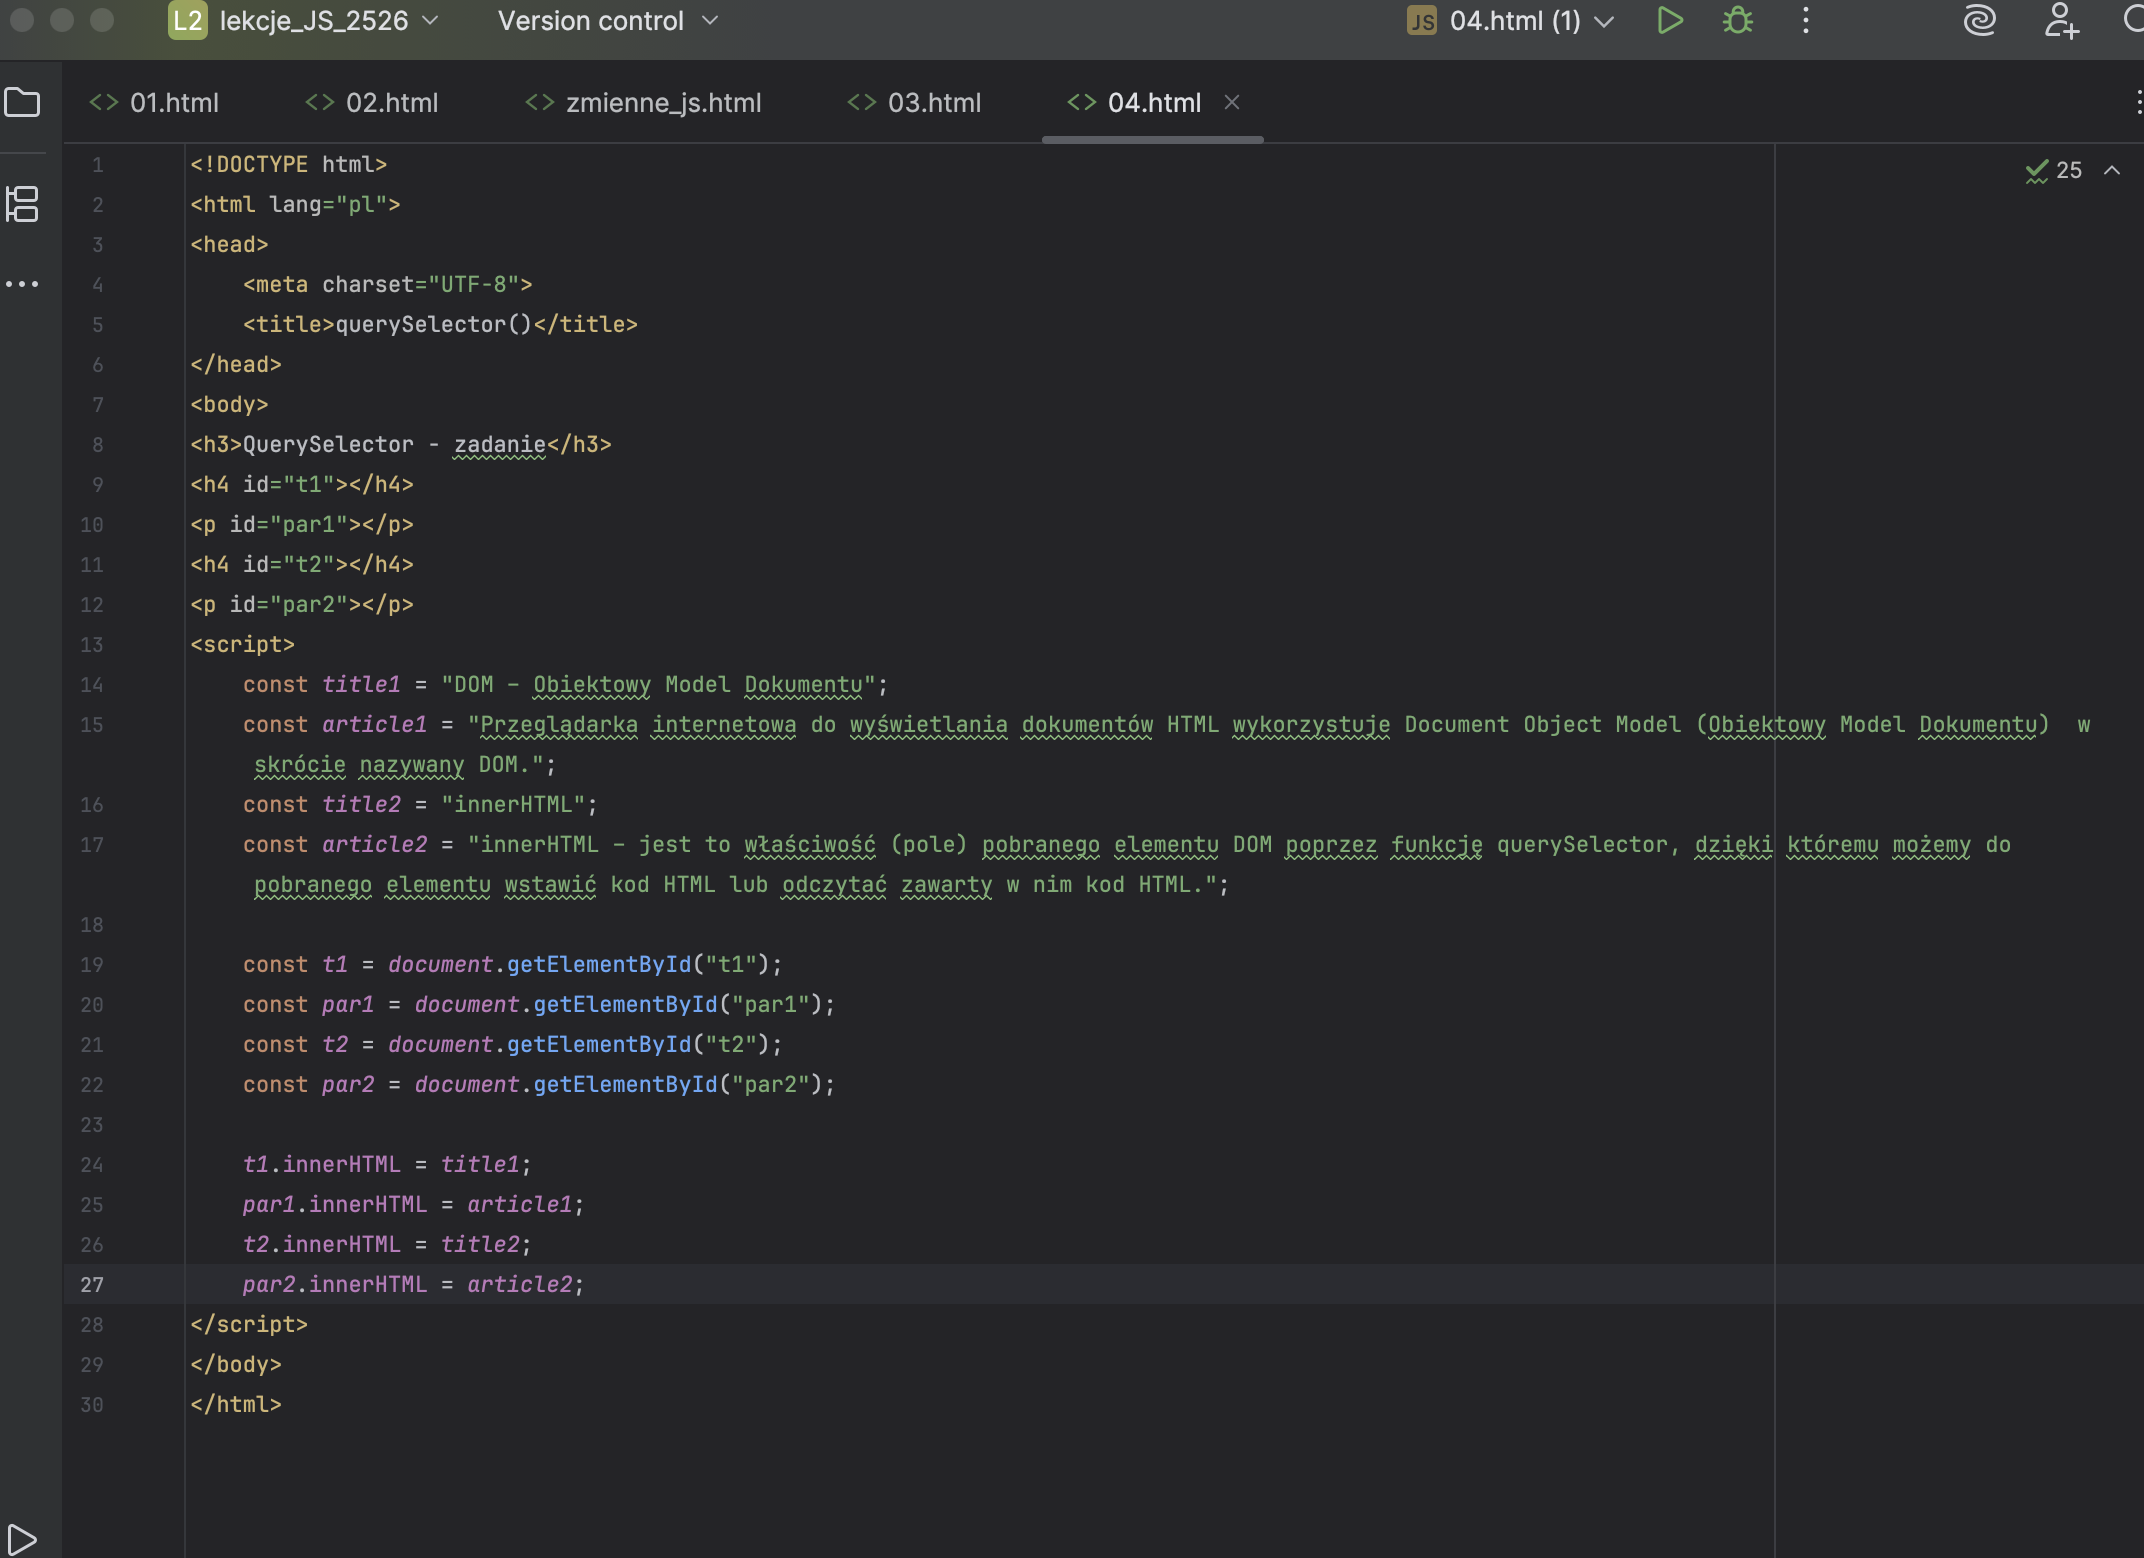 L2 lekcje_JS_2526 Version control JS 04.html (1)
01.html 02.html zmienne_js.html 03.html 04.html
25
1 <!DOCTYPE html>
2 <html lang="pl">
3 <head>
4 <meta charset="UTF-8">
5 <title>querySelector()</title>
6 </head>
7 <body>
8 <h3>QuerySelector - zadanie</h3>
9 <h4 id="t1"></h4>
10 <p id="par1"></p>
11 <h4 id="t2"></h4>
12 <p id="par2"></p>
13 <script>
14 const title1 = "DOM – Obiektowy Model Dokumentu";
15 const article1 = "Przeglądarka internetowa do wyświetlania dokumentów HTML wykorzystuje Document Object Model (Obiektowy Model Dokumentu)  w
skrócie nazywany DOM.";
16 const title2 = "innerHTML";
17 const article2 = "innerHTML – jest to właściwość (pole) pobranego elementu DOM poprzez funkcję querySelector, dzięki któremu możemy do
pobranego elementu wstawić kod HTML lub odczytać zawarty w nim kod HTML.";
18
19 const t1 = document.getElementById("t1");
20 const par1 = document.getElementById("par1");
21 const t2 = document.getElementById("t2");
22 const par2 = document.getElementById("par2");
23
24 t1.innerHTML = title1;
25 par1.innerHTML = article1;
26 t2.innerHTML = title2;
27 par2.innerHTML = article2;
28 </script>
29 </body>
30 </html>